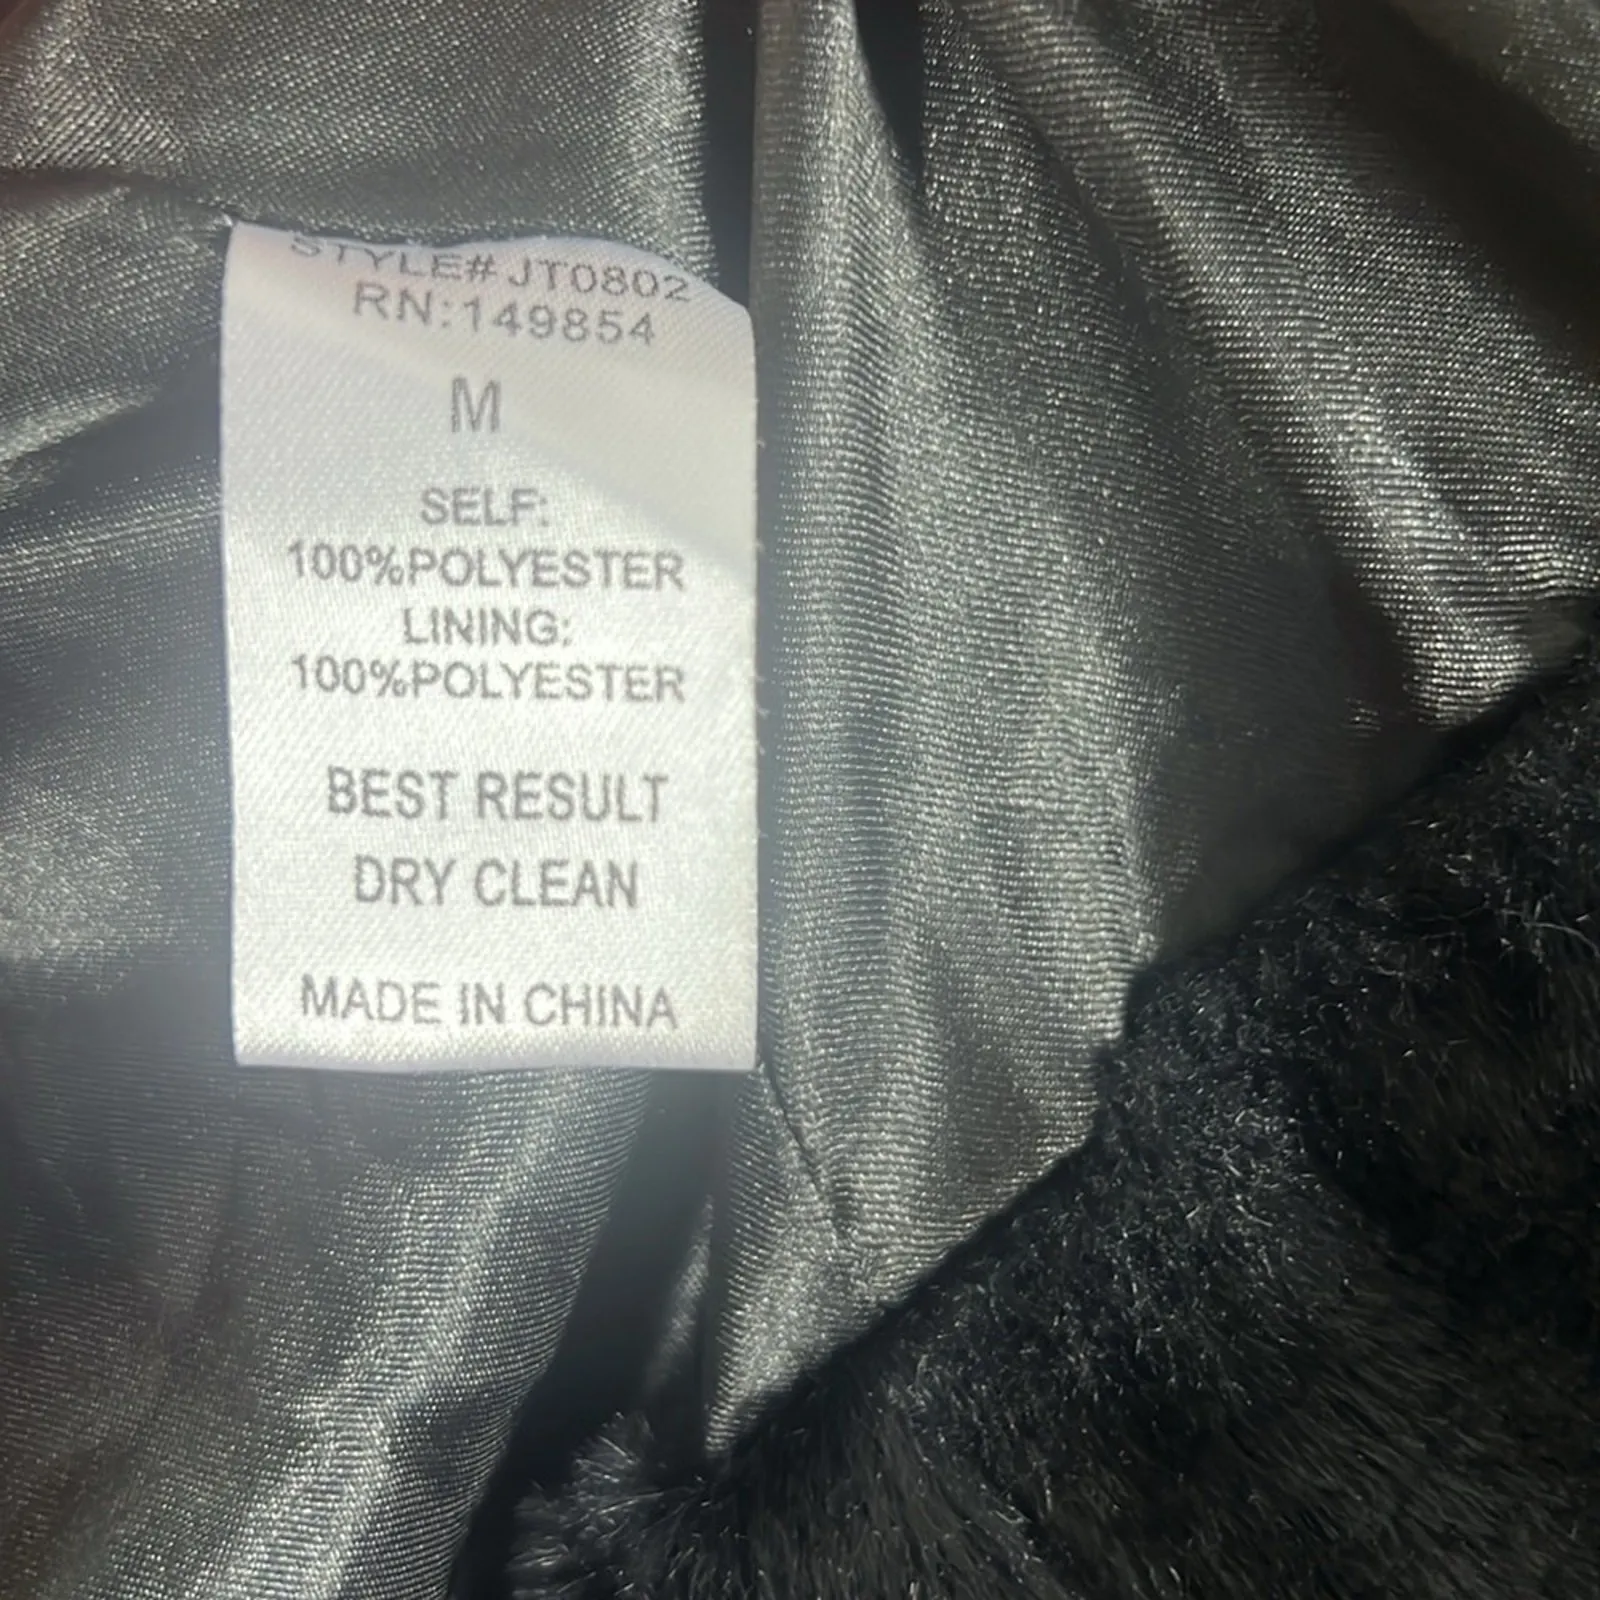 STYLE# JT0802
RN:149854
M
SELF:
100%POLYESTER
LINING:
100%POLYESTER
BEST RESULT
DRY CLEAN
MADE IN CHINA